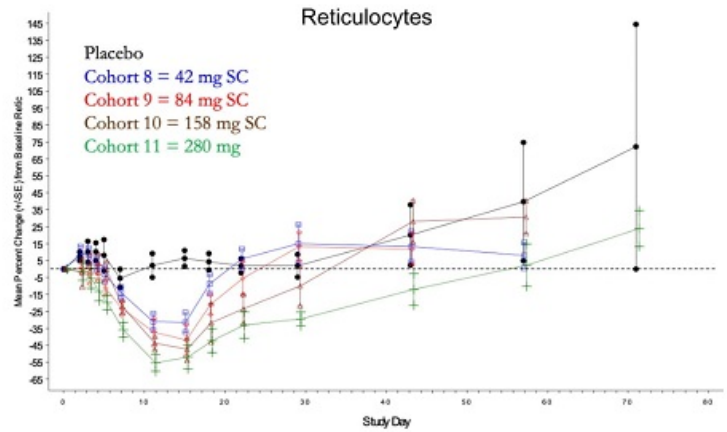 Reticulocytes
Placebo
Cohort 8 = 42 mg SC
Cohort 9 = 84 mg SC
Cohort 10 = 158 mg SC
Cohort 11 = 280 mg
Mean Percent Change (+/-SE) from Baseline Retic
145
135
125
115
105
95
85
75
65
55
45
35
25
15
5
-5
-15
-25
-35
-45
-55
-65
0 10 20 30 40 50 60 70 80
Study Day